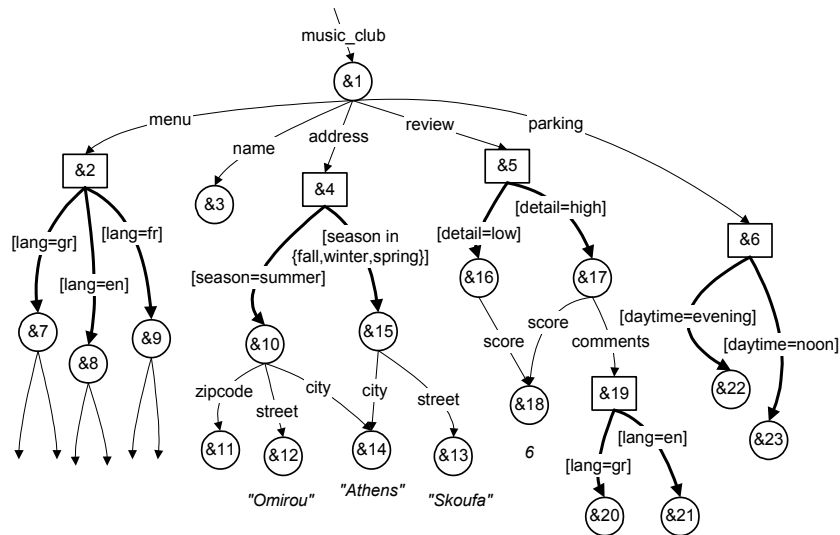 music_club
&1
menu
name
address
review
parking
&2
&3
&4
&5
&6
[lang=gr]
[lang=fr]
[lang=en]
[season in
{fall,winter,spring}]
[season=summer]
[detail=high]
[detail=low]
[daytime=evening]
[daytime=noon]
&7
&8
&9
&10
&15
&16
&17
&22
&23
zipcode
street
city
city
street
score
score
comments
&11
&12
&14
&13
&18
&19
"Omirou"
"Athens"
"Skoufa"
6
[lang=gr]
[lang=en]
&20
&21